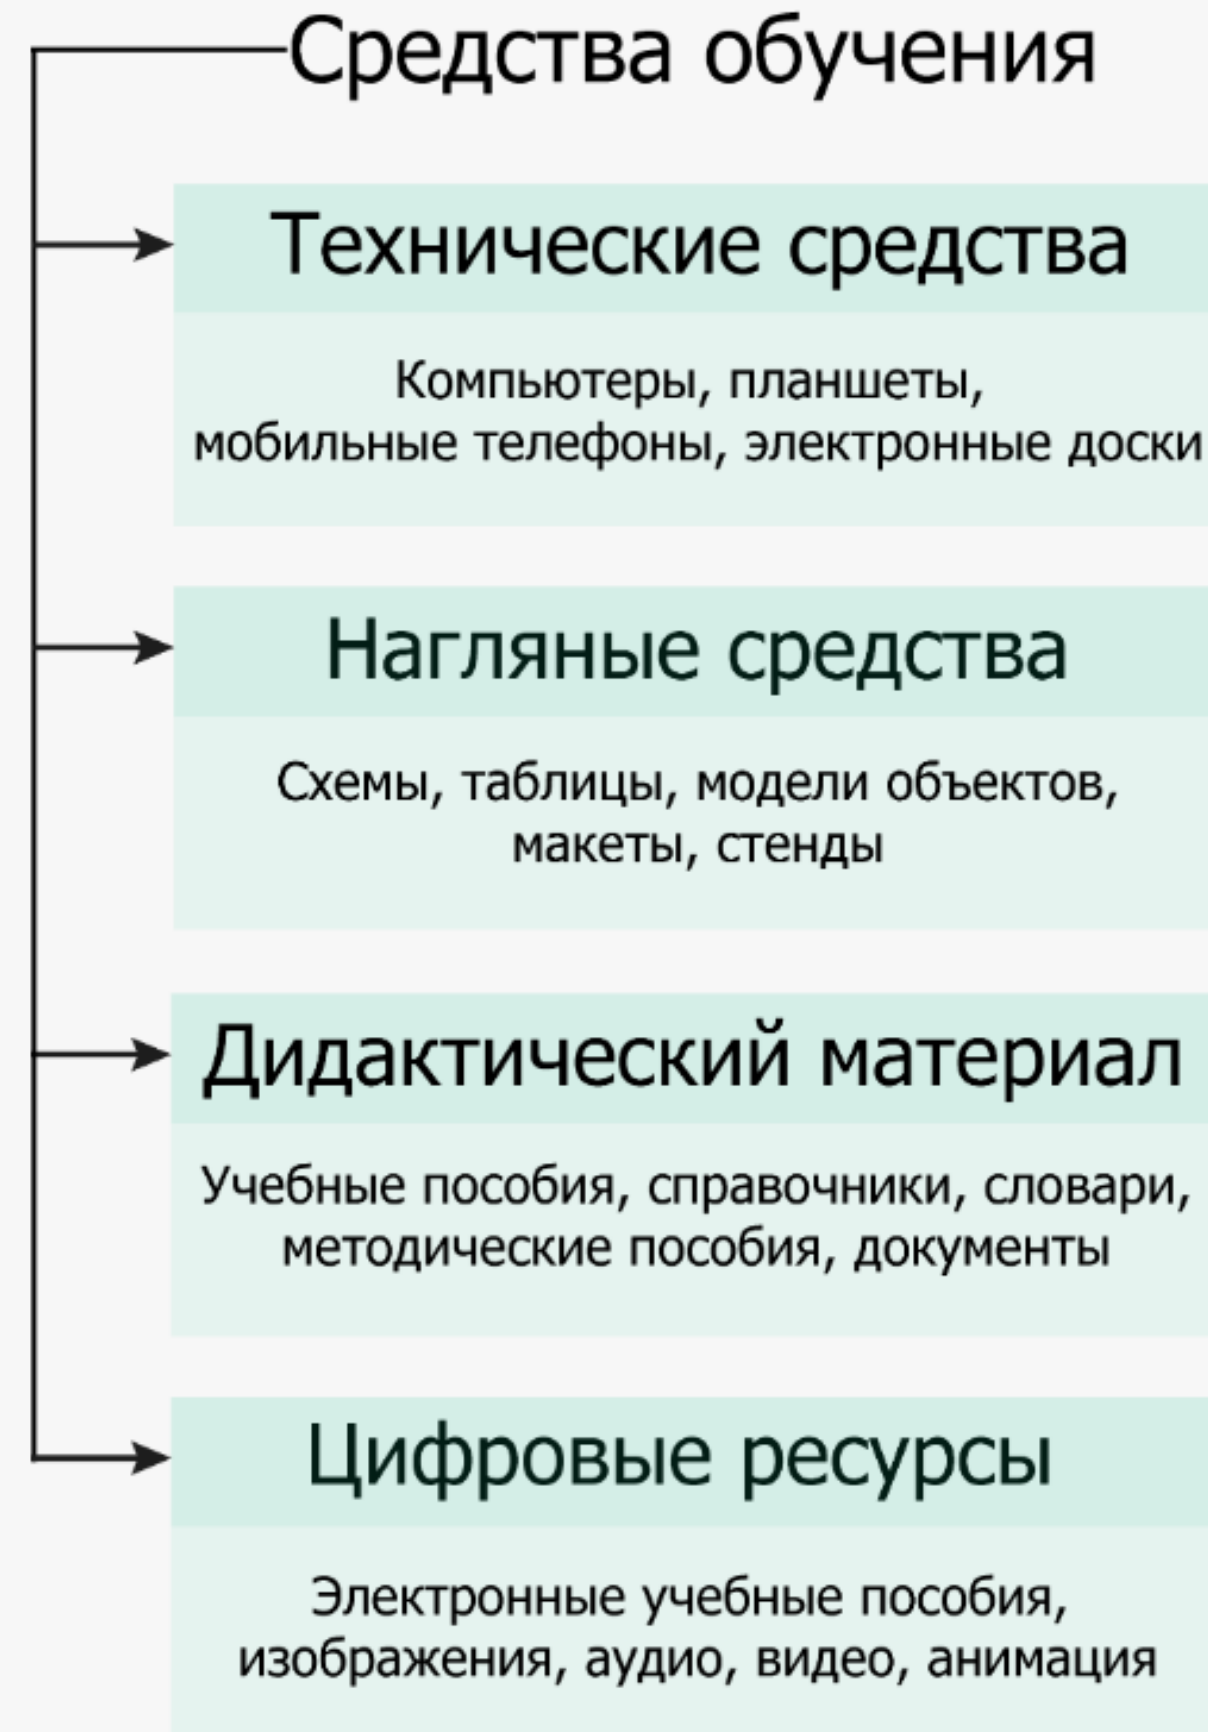 Средства обучения
Технические средства
Компьютеры, планшеты,
мобильные телефоны, электронные доски
Нагляные средства
Схемы, таблицы, модели объектов,
макеты, стенды
Дидактический материал
Учебные пособия, справочники, словари,
методические пособия, документы
Цифровые ресурсы
Электронные учебные пособия,
изображения, аудио, видео, анимация